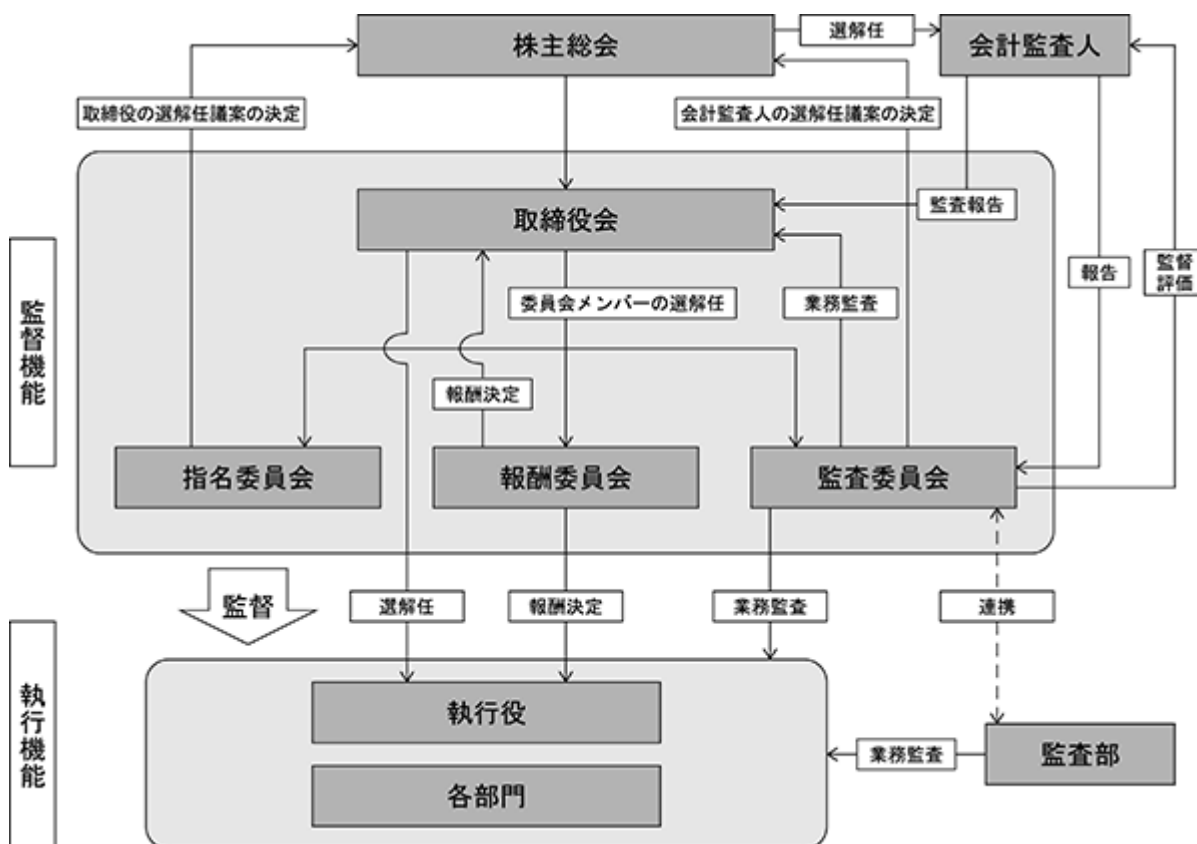 株主総会
選解任
会計監査人
取締役の選解任議案の決定
会計監査人の選解任議案の決定
取締役会
監査報告
監督機能
委員会メンバーの選解任
業務監査
報告
監督
評価
報酬決定
指名委員会
報酬委員会
監査委員会
監督
選解任
報酬決定
業務監査
連携
執行機能
執行役
監査部
業務監査
各部門